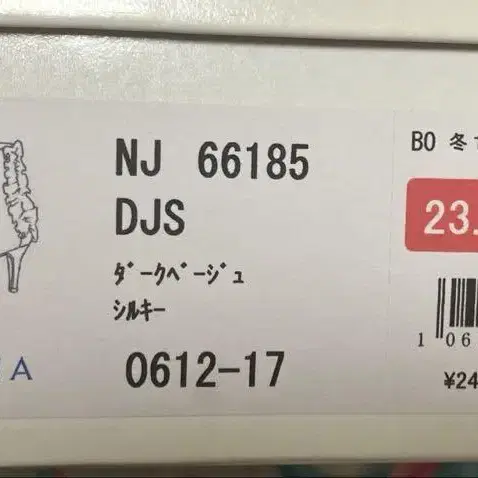 NJ 66185
DJS
ﾀﾞｰｸﾍﾞｰｼﾞｭ
ｼﾙｷｰ
0612-17
A
BO 冬
23.
1 06
¥24